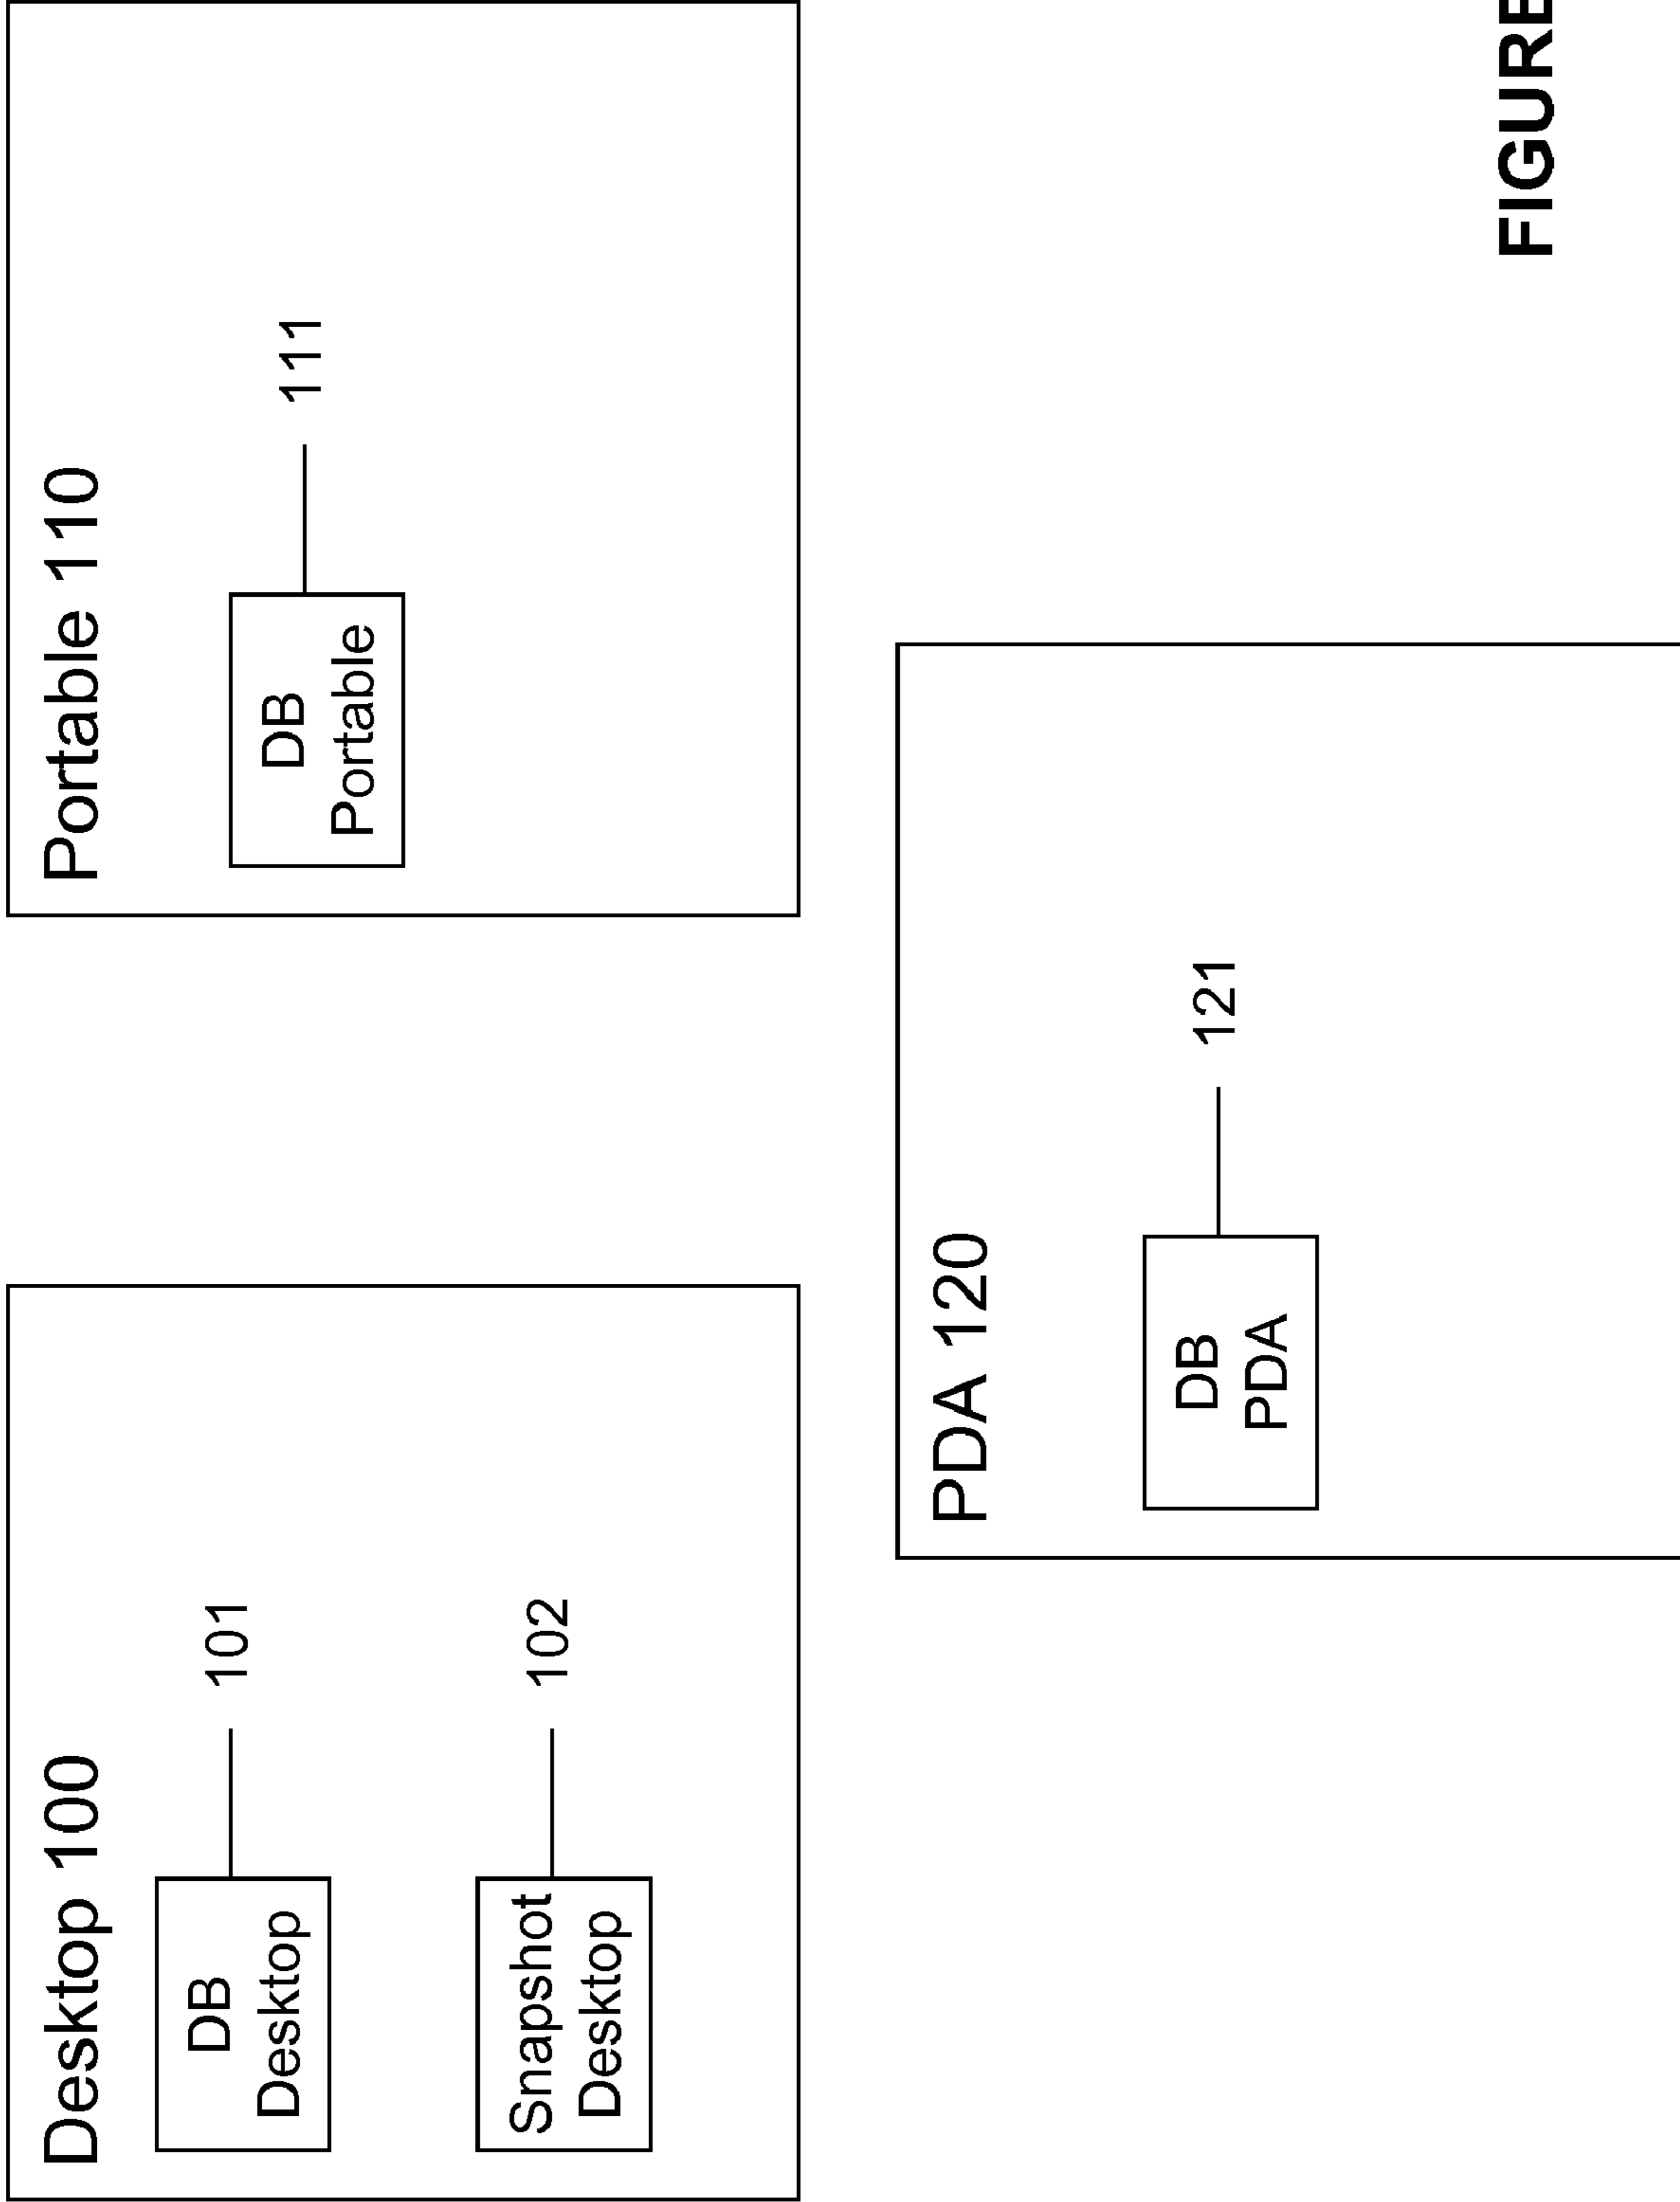 Desktop 100
DB
Desktop
101
Snapshot
Desktop
102
Portable 110
DB
Portable
111
PDA 120
DB
PDA
121
FIGURE